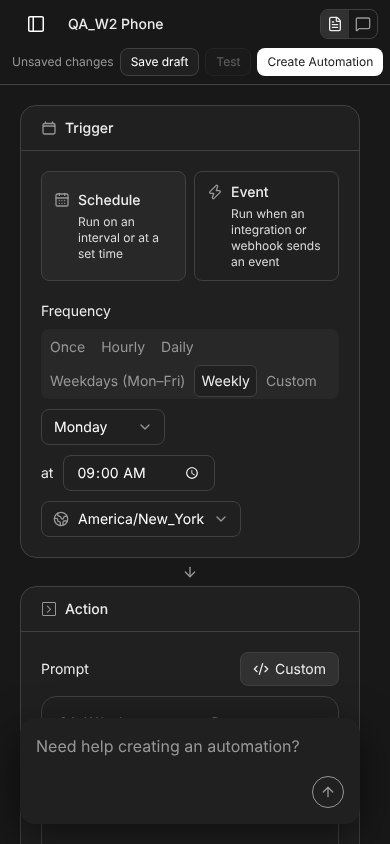 QA_W2 Phone
Unsaved changes
Save draft
Test
Create Automation
Trigger
Schedule
Run on an
interval or at a
set time
Event
Run when an
integration or
webhook sends
an event
Frequency
Once Hourly Daily
Weekdays (Mon–Fri) Weekly Custom
Monday
at 09:00 AM
America/New_York
Action
Prompt
Custom
Need help creating an automation?